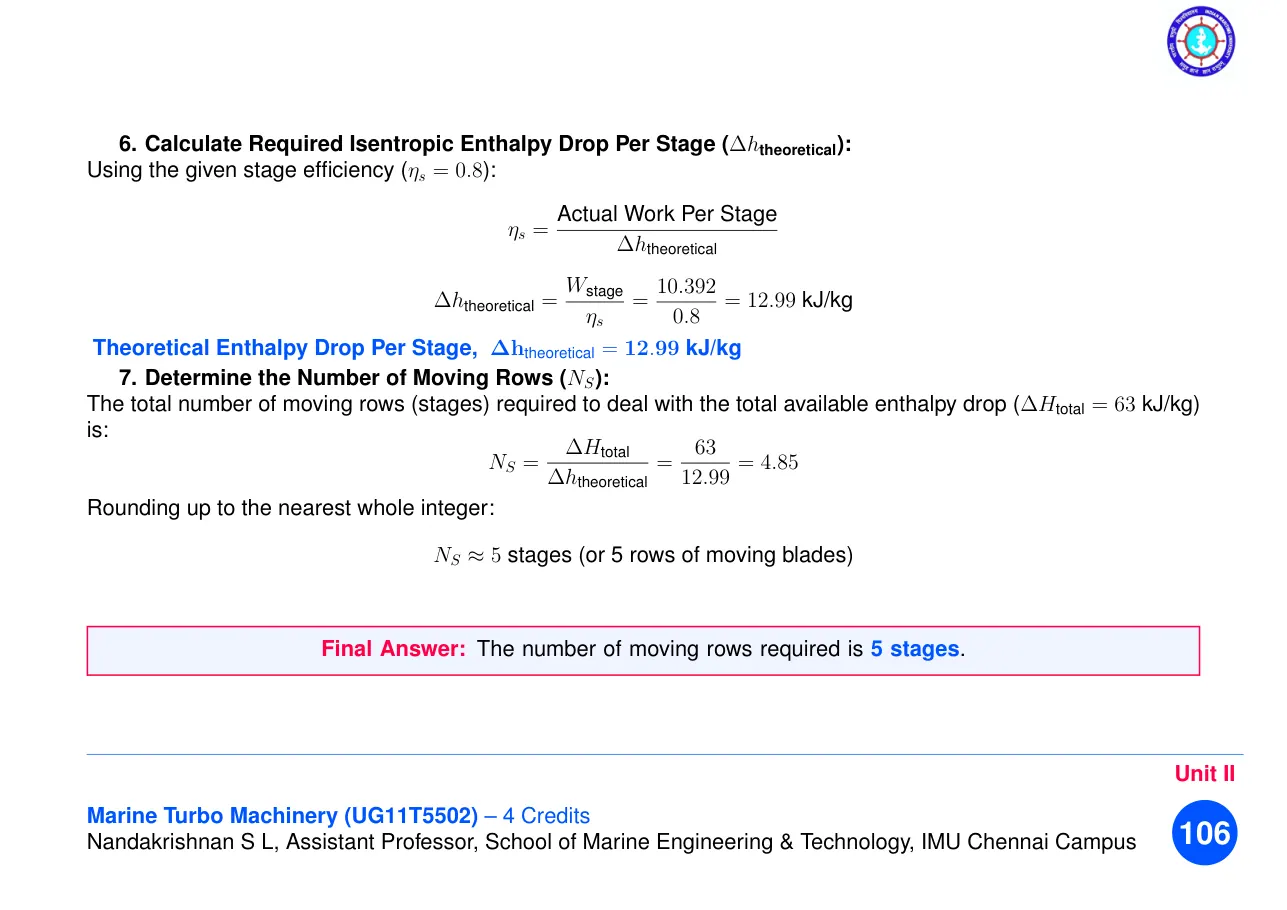 6. Calculate Required Isentropic Enthalpy Drop Per Stage (Δh_theoretical):
Using the given stage efficiency (η_s = 0.8):
η_s = Actual Work Per Stage / Δh_theoretical
Δh_theoretical = W_stage / η_s = 10.392 / 0.8 = 12.99 kJ/kg
Theoretical Enthalpy Drop Per Stage, Δh_theoretical = 12.99 kJ/kg
7. Determine the Number of Moving Rows (N_S):
The total number of moving rows (stages) required to deal with the total available enthalpy drop (ΔH_total = 63 kJ/kg)
is:
N_S = ΔH_total / Δh_theoretical = 63 / 12.99 = 4.85
Rounding up to the nearest whole integer:
N_S ≈ 5 stages (or 5 rows of moving blades)
Final Answer: The number of moving rows required is 5 stages.
Unit II
Marine Turbo Machinery (UG11T5502) – 4 Credits
Nandakrishnan S L, Assistant Professor, School of Marine Engineering & Technology, IMU Chennai Campus
106